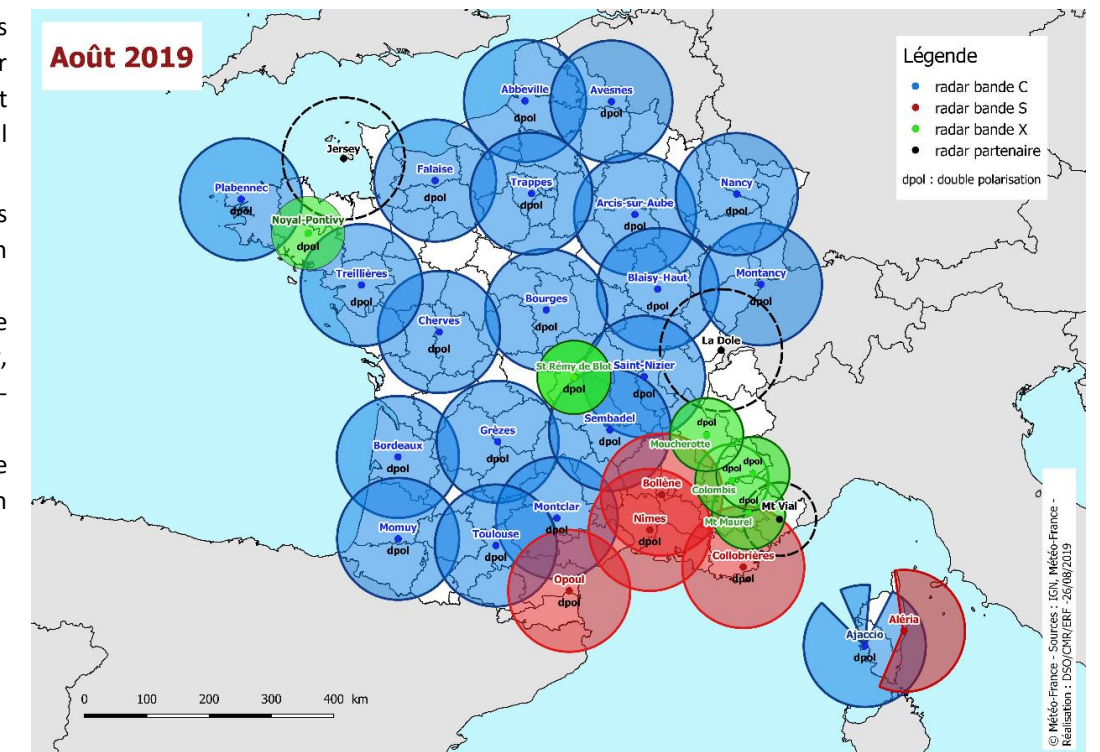 s
r
t
l
s
n
e
,
-
e
n
Août 2019
Légende
radar bande C
radar bande S
radar bande X
radar partenaire
dpol : double polarisation
Abbeville
dpol
Avesnes
dpol
Jersey
Falaise
dpol
Trappes
dpol
Arcis-sur-Aube
dpol
Nancy
dpol
Plabennec
dpol
Noyal-Pontivy
dpol
Treillières
dpol
Blaisy-Haut
dpol
Montancy
dpol
Bourges
dpol
Cherves
dpol
La Dole
St Rémy de Blot
dpol
Saint-Nizier
dpol
Sembadel
dpol
Grèzes
dpol
Bordeaux
dpol
dpol
Moucherotte
dpol
dpol
Colombis
dpol
Mt Maurel
Mt Vial
Bollène
Nîmes
dpol
Collobrières
dpol
Montclar
dpol
Momuy
dpol
Toulouse
dpol
Opoul
dpol
Ajaccio
dpol
Aléria
0 100 200 300 400 km
© Météo-France - Sources : IGN, Météo-France -
Réalisation : DSO/CMR/ERF - 26/08/2019